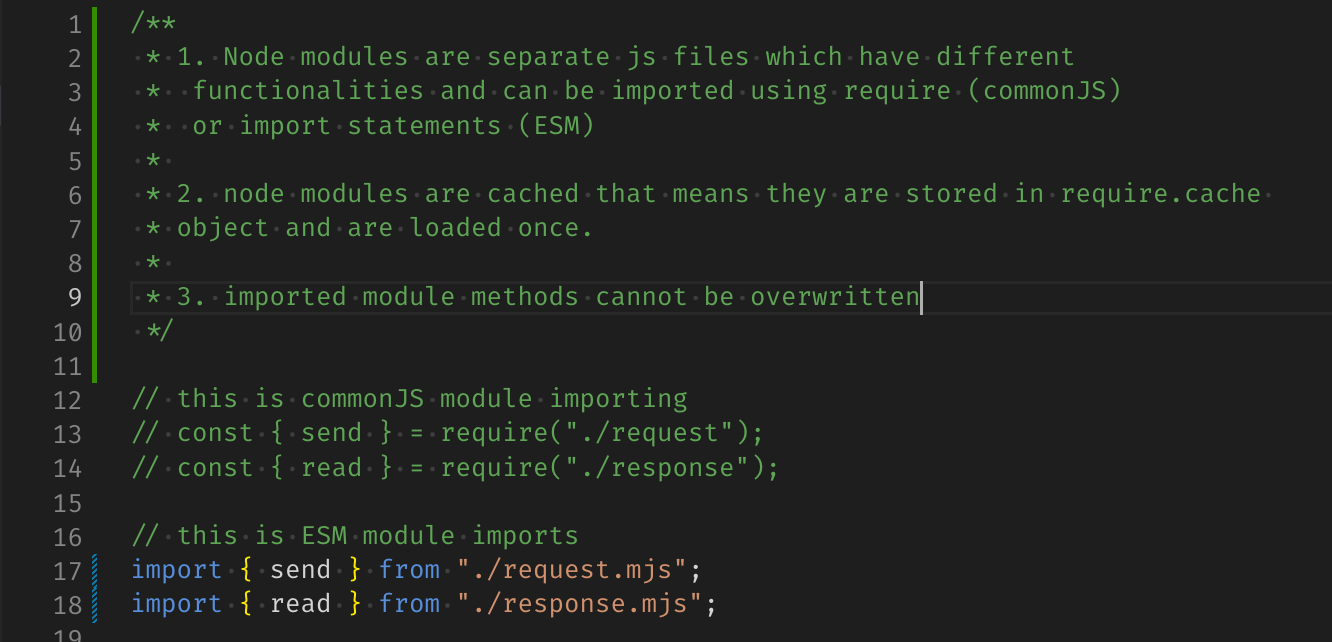 1 /**
2 * 1. Node modules are separate js files which have different
3 * functionalities and can be imported using require (commonJS)
4 * or import statements (ESM)
5 *
6 * 2. node modules are cached that means they are stored in require.cache
7 * object and are loaded once.
8 *
9 * 3. imported module methods cannot be overwritten
10 */
11
12 // this is commonJS module importing
13 // const { send } = require("./request");
14 // const { read } = require("./response");
15
16 // this is ESM module imports
17 import { send } from "./request.mjs";
18 import { read } from "./response.mjs";
19